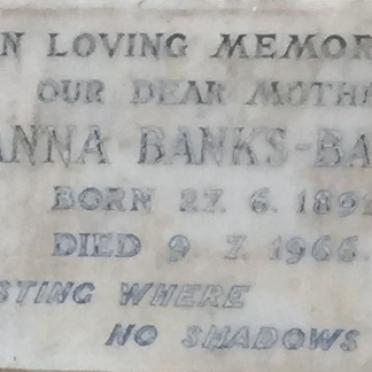 N LOVING MEMOR
OUR DEAR MOTH
ANNA BANKS-BA
BORN 27. 6. 189
DIED 9. 7. 1966.
STING WHERE
NO SHADOWS